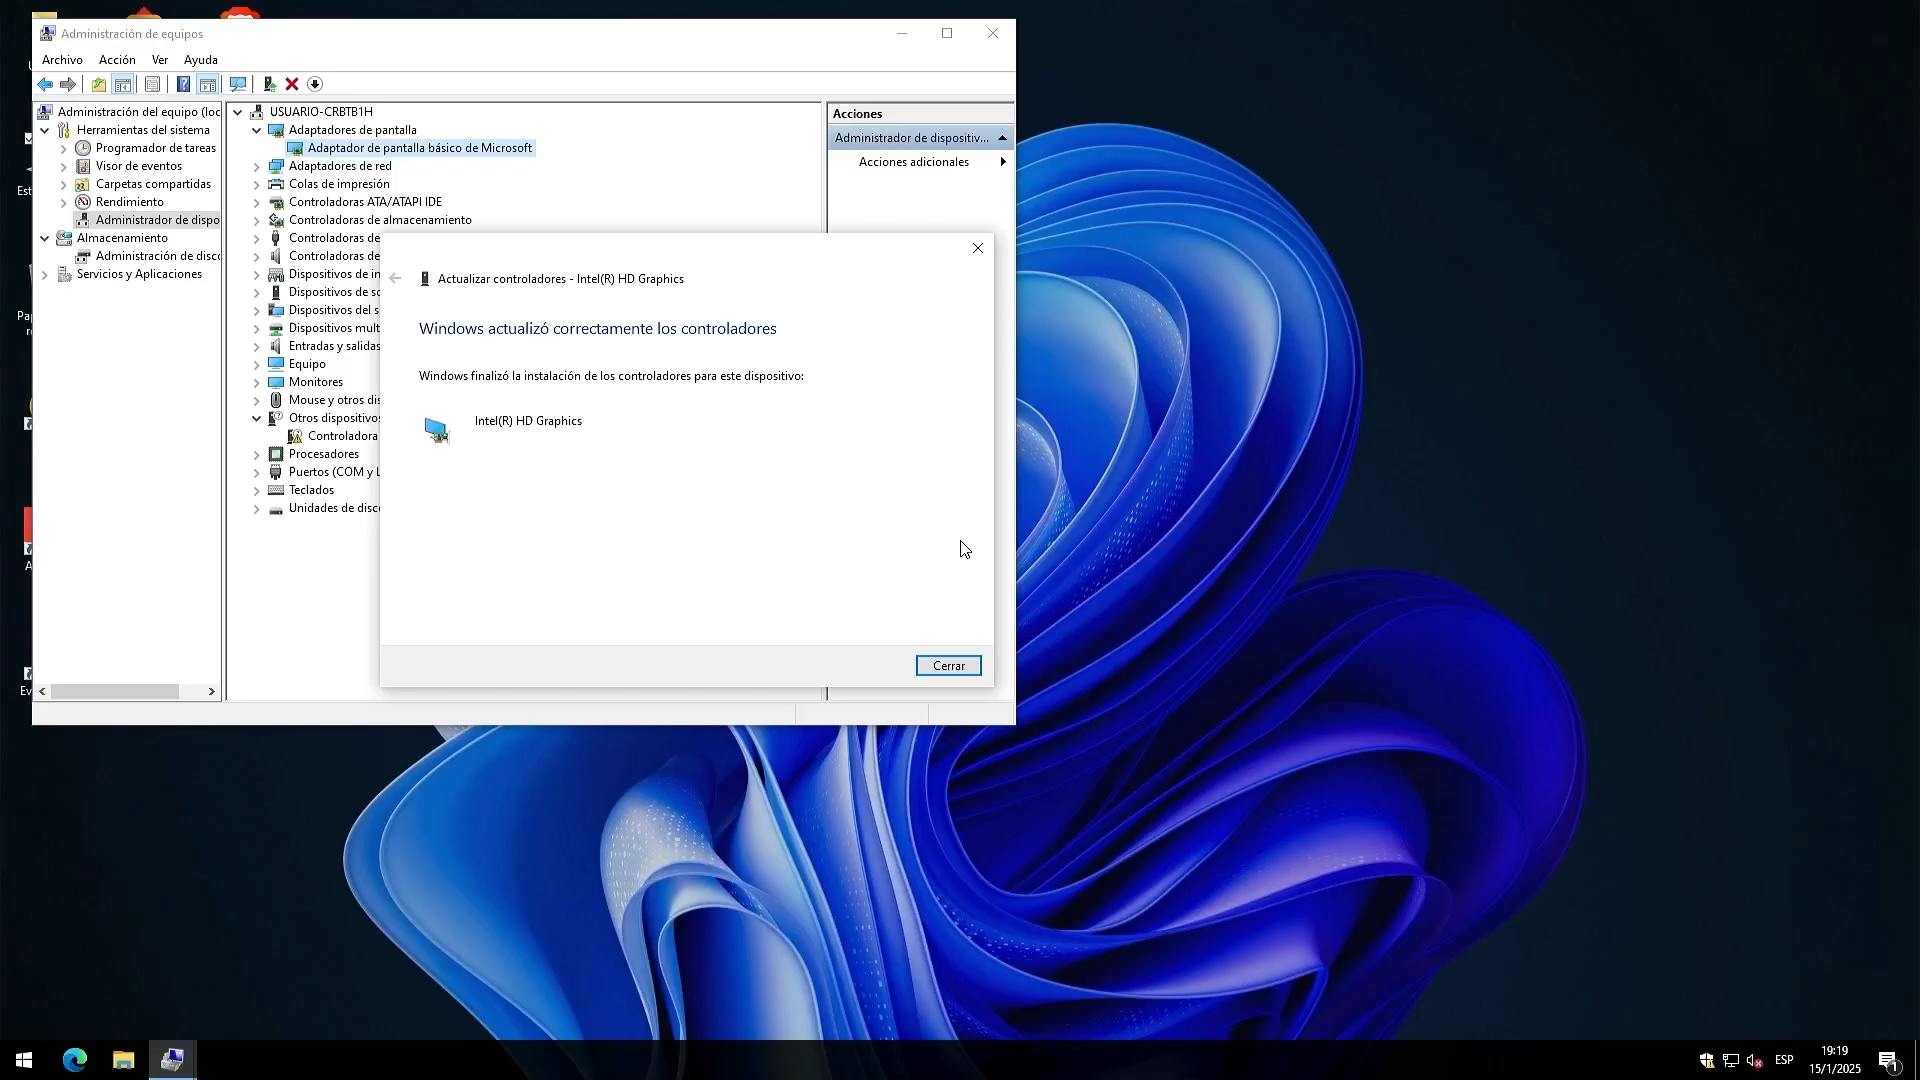 Administración de equipos
Archivo Acción Ver Ayuda
Administración del equipo (loc
Herramientas del sistema
Programador de tareas
Visor de eventos
Carpetas compartidas
Rendimiento
Administrador de dispo
Almacenamiento
Administración de disc
Servicios y Aplicaciones
USUARIO-CRBTB1H
Adaptadores de pantalla
Adaptador de pantalla básico de Microsoft
Adaptadores de red
Colas de impresión
Controladoras ATA/ATAPI IDE
Controladoras de almacenamiento
Controladoras de
Controladoras de
Dispositivos de in
Dispositivos de so
Dispositivos del s
Dispositivos mult
Entradas y salidas
Equipo
Monitores
Mouse y otros dis
Otros dispositivos
Controladora
Procesadores
Puertos (COM y L
Teclados
Unidades de disc
Acciones
Administrador de dispositiv...
Acciones adicionales
Actualizar controladores - Intel(R) HD Graphics
Windows actualizó correctamente los controladores
Windows finalizó la instalación de los controladores para este dispositivo:
Intel(R) HD Graphics
Cerrar
Est
Pap
Ev
ESP
19:19
15/1/2025
1